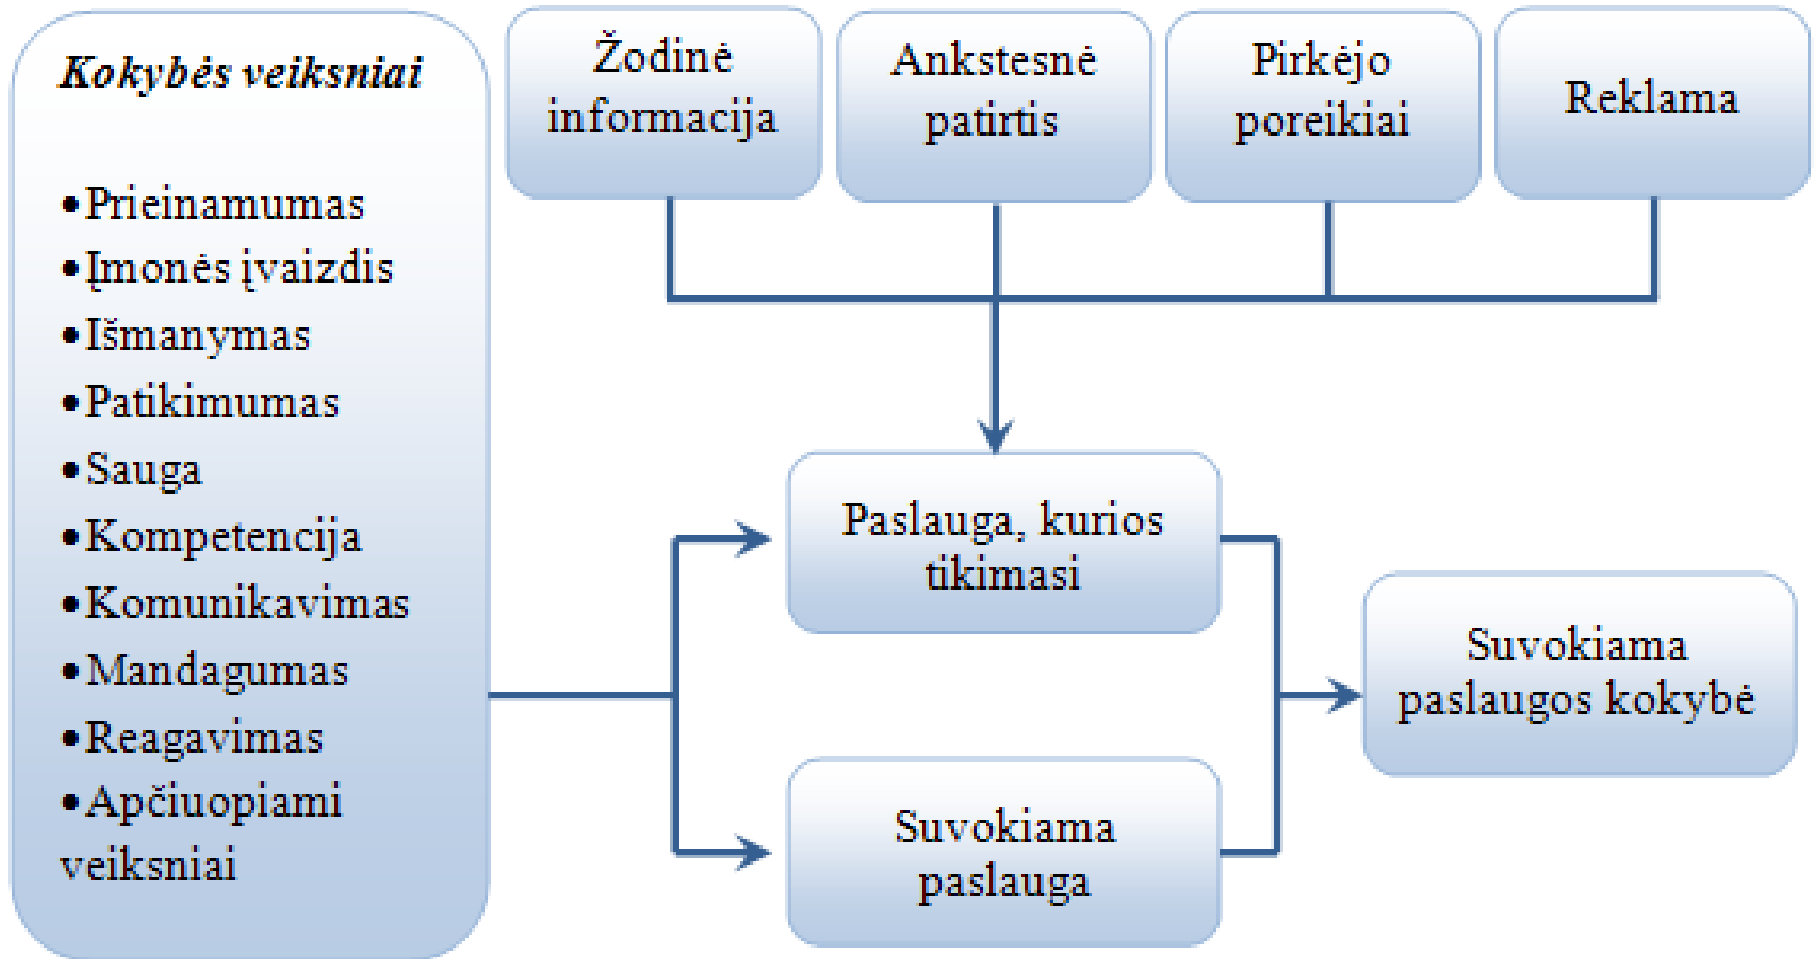 Kokybės veiksniai
•Prieinamumas
•Įmonės įvaizdis
•Išmanymas
•Patikimumas
•Sauga
•Kompetencija
•Komunikavimas
•Mandagumas
•Reagavimas
•Apčiuopiami
veiksniai
Žodinė
informacija
Ankstesnė
patirtis
Pirkėjo
poreikiai
Reklama
Paslauga, kurios
tikimasi
Suvokiama
paslauga
Suvokiama
paslaugos kokybė